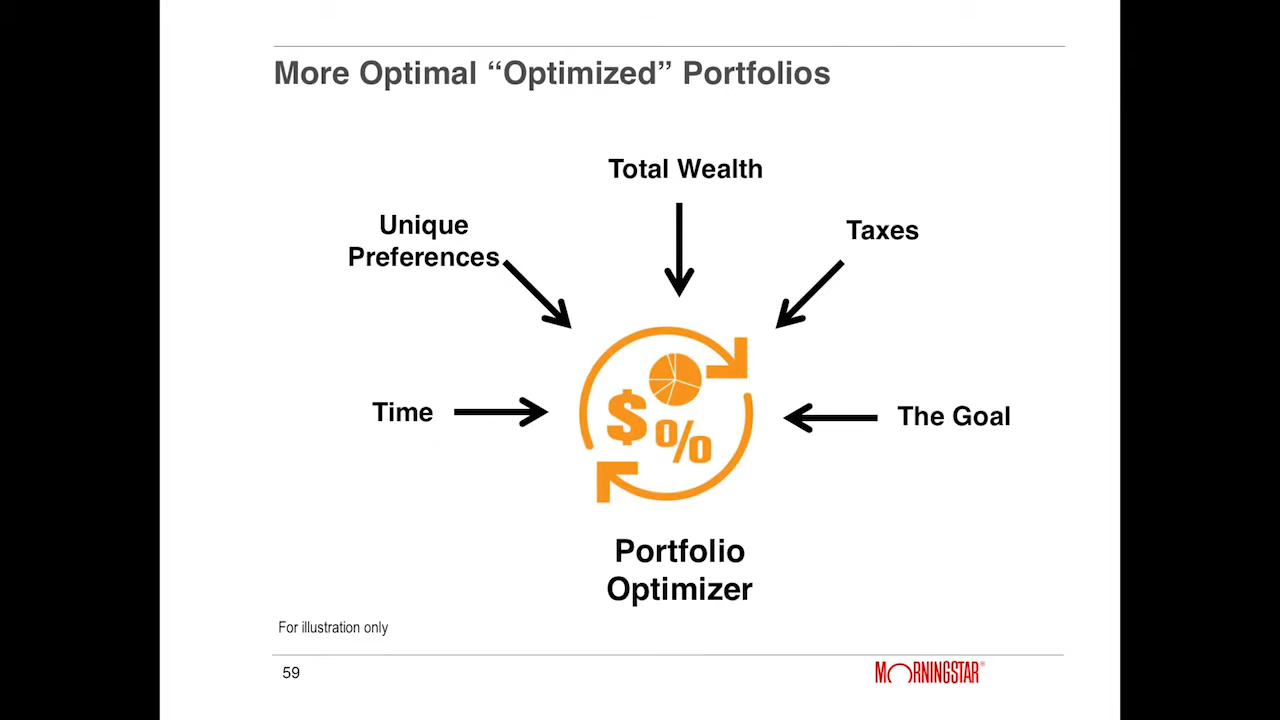 More Optimal “Optimized” Portfolios
Total Wealth
Unique
Preferences
Taxes
Time
The Goal
$
%
Portfolio
Optimizer
For illustration only
59
MORNINGSTAR®